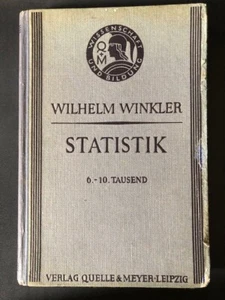 WISSENSCHAFT
UND BILDUNG
Q M
WILHELM WINKLER
STATISTIK
6.-10. TAUSEND
VERLAG QUELLE & MEYER-LEIPZIG